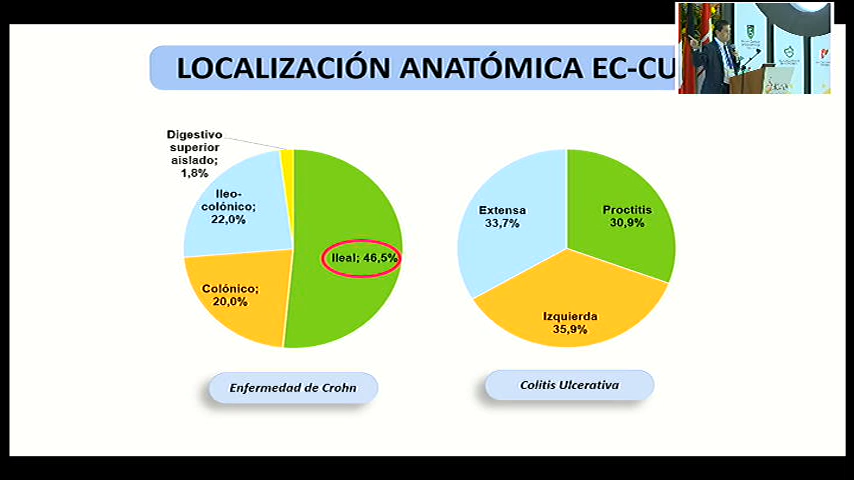 LOCALIZACIÓN ANATÓMICA EC-CU
Digestivo
superior
aislado;
1,8%
Ileo-
colónico;
22,0%
Ileal; 46,5%
Colónico;
20,0%
Enfermedad de Crohn
Extensa
33,7%
Proctitis
30,9%
Izquierda
35,9%
Colitis Ulcerativa